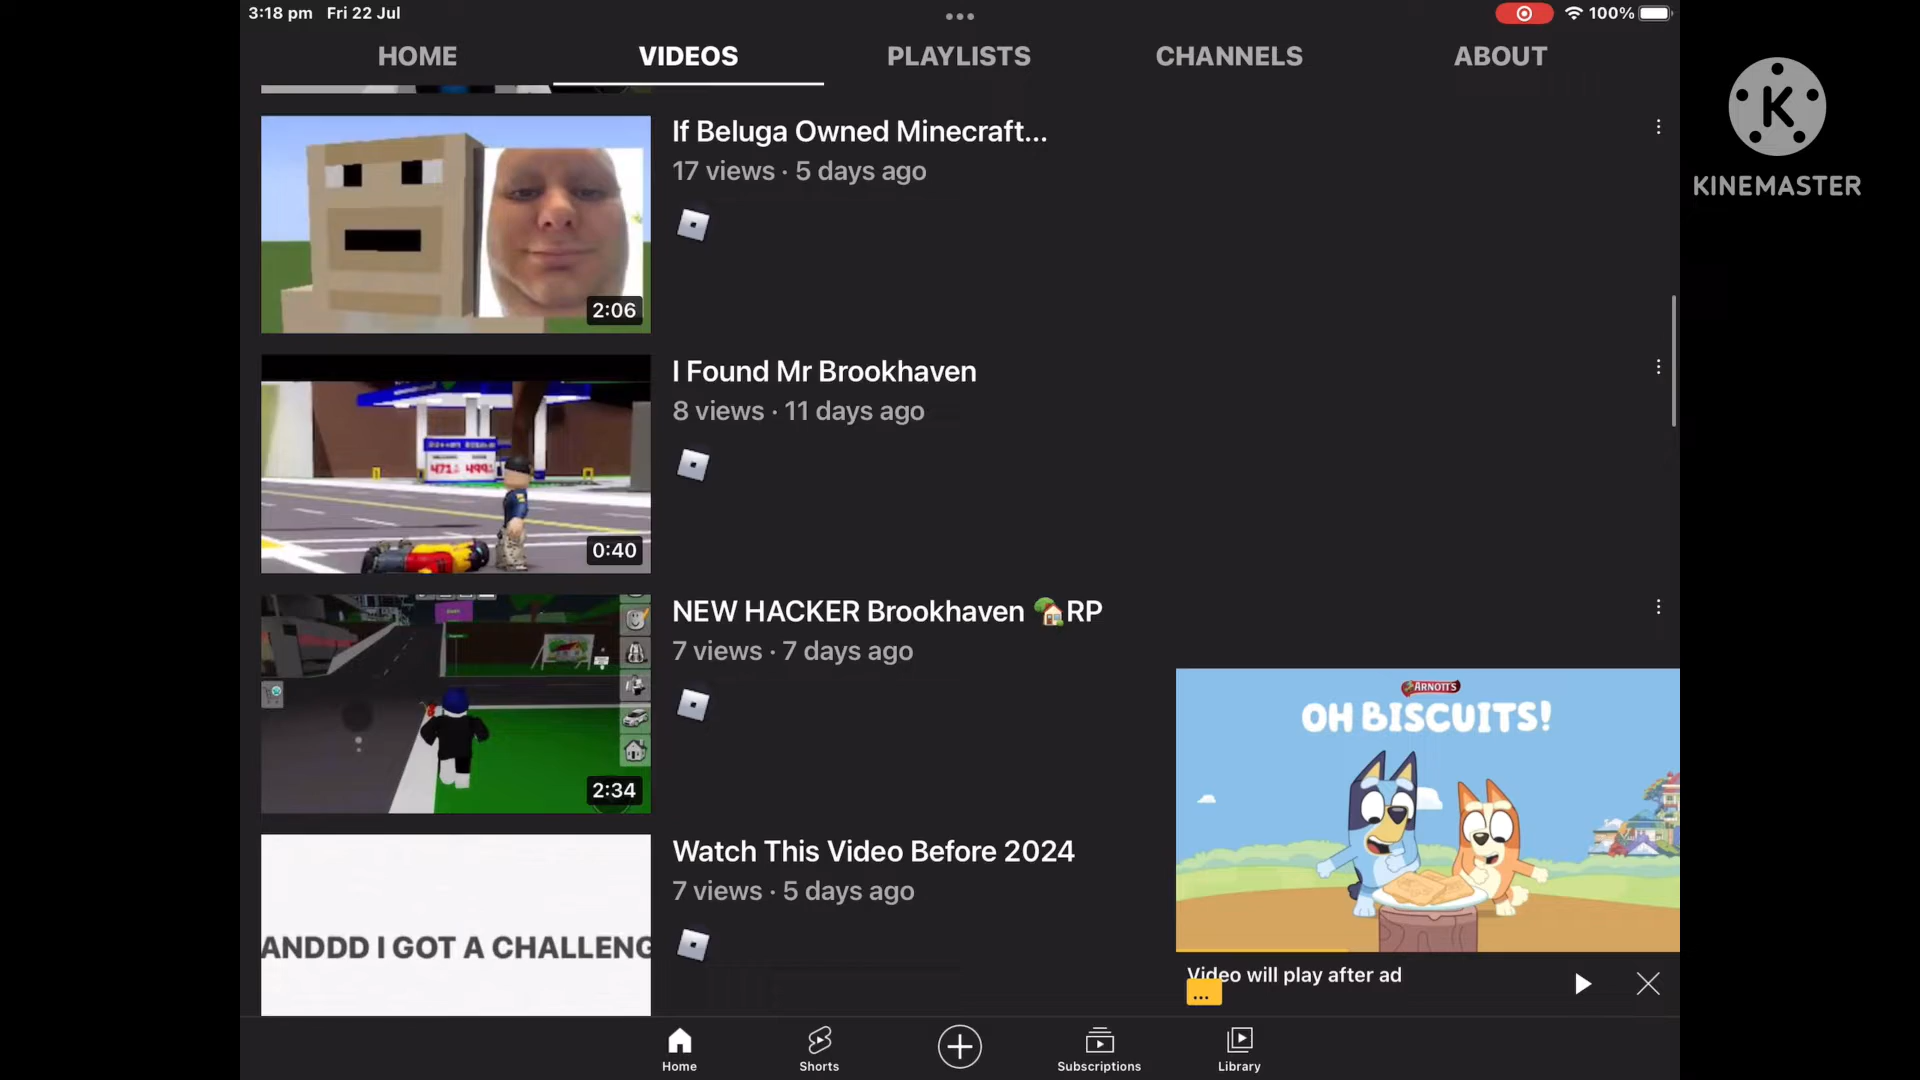 3:18 pm Fri 22 Jul
100%
HOME VIDEOS PLAYLISTS CHANNELS ABOUT
K
KINEMASTER
If Beluga Owned Minecraft...
17 views · 5 days ago
2:06
I Found Mr Brookhaven
8 views · 11 days ago
471 499
0:40
NEW HACKER Brookhaven 🏡RP
7 views · 7 days ago
2:34
ARNOTT'S
OH BISCUITS!
Watch This Video Before 2024
7 views · 5 days ago
ANDDD I GOT A CHALLENG
Video will play after ad
...
Home Shorts Subscriptions Library